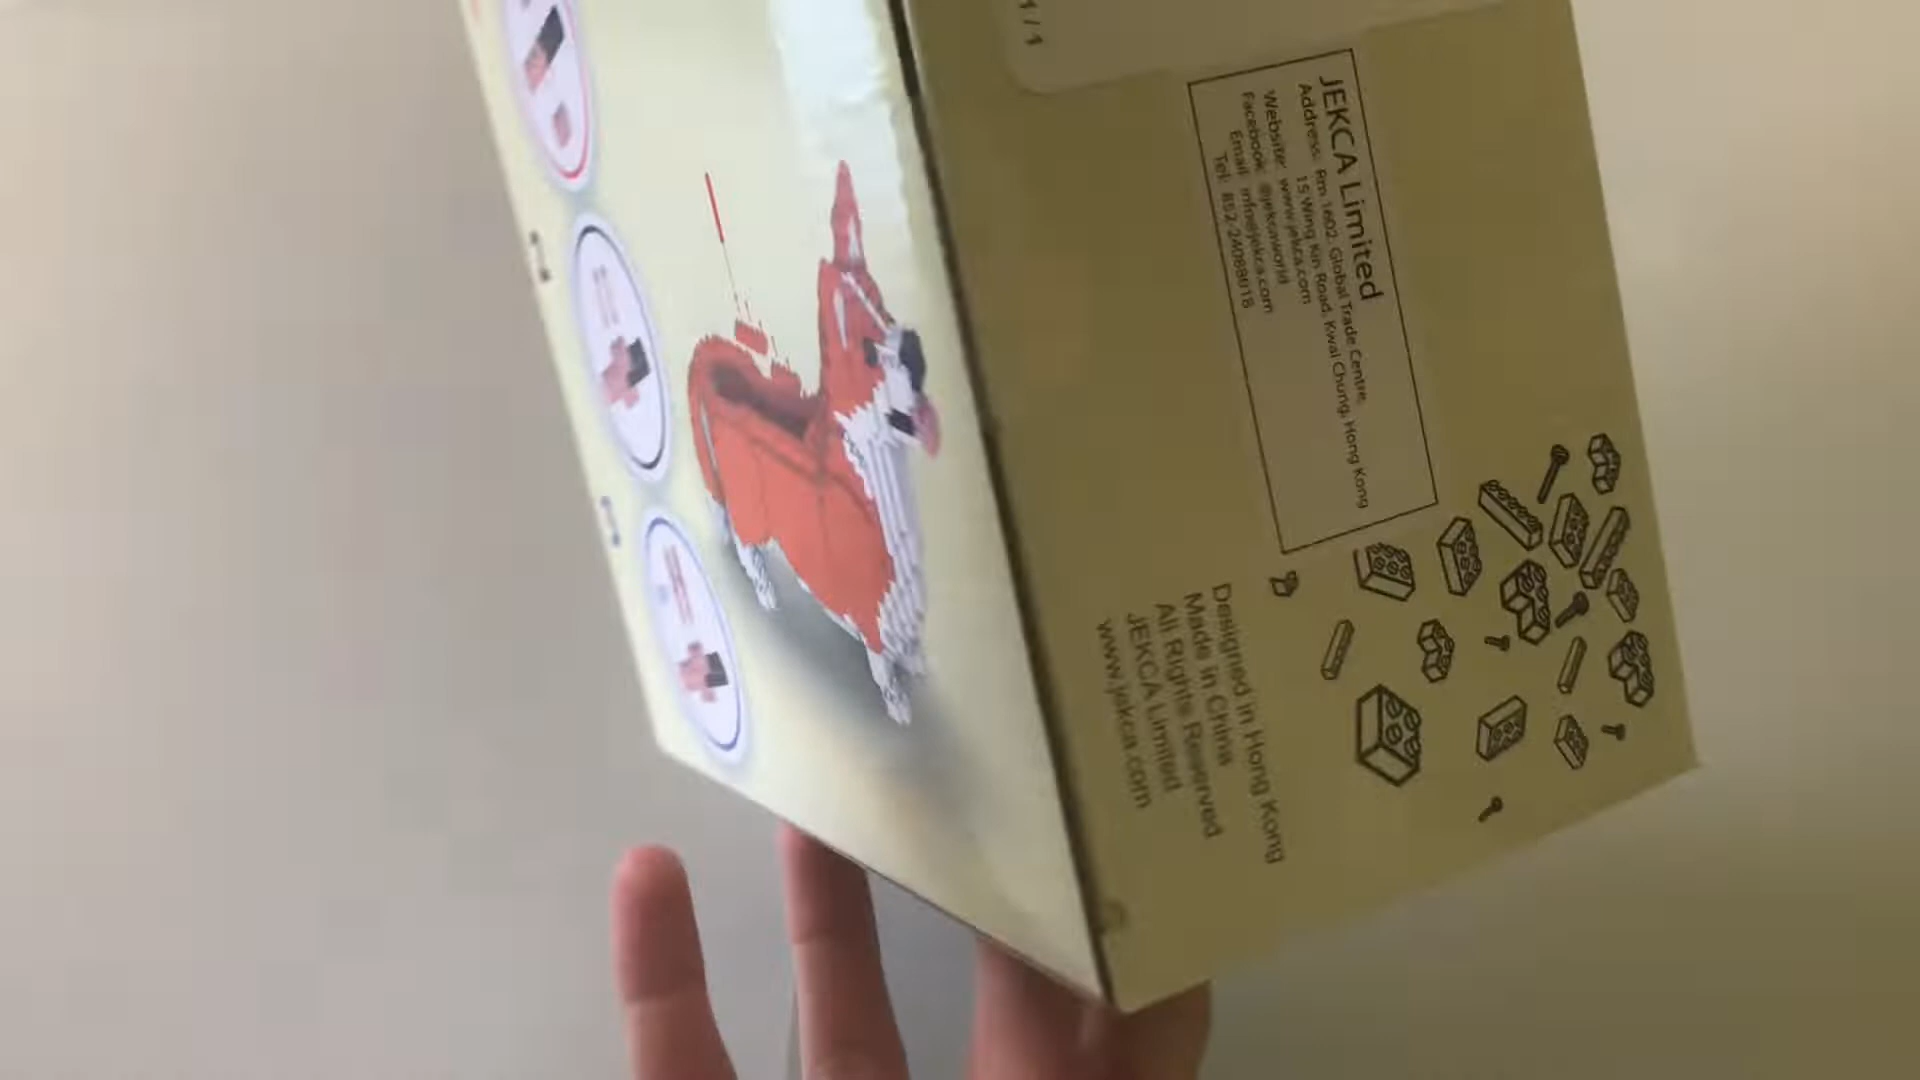 1 / 1
JEKCA Limited
Address: Rm 1602, Global Trade Centre,
15 Wing Kin Road, Kwai Chung, Hong Kong
Website: www.jekca.com
Facebook: @jekcaworld
Email: info@jekca.com
Tel: 852-24088018
Designed in Hong Kong
Made in China
All Rights Reserved
JEKCA Limited
www.jekca.com